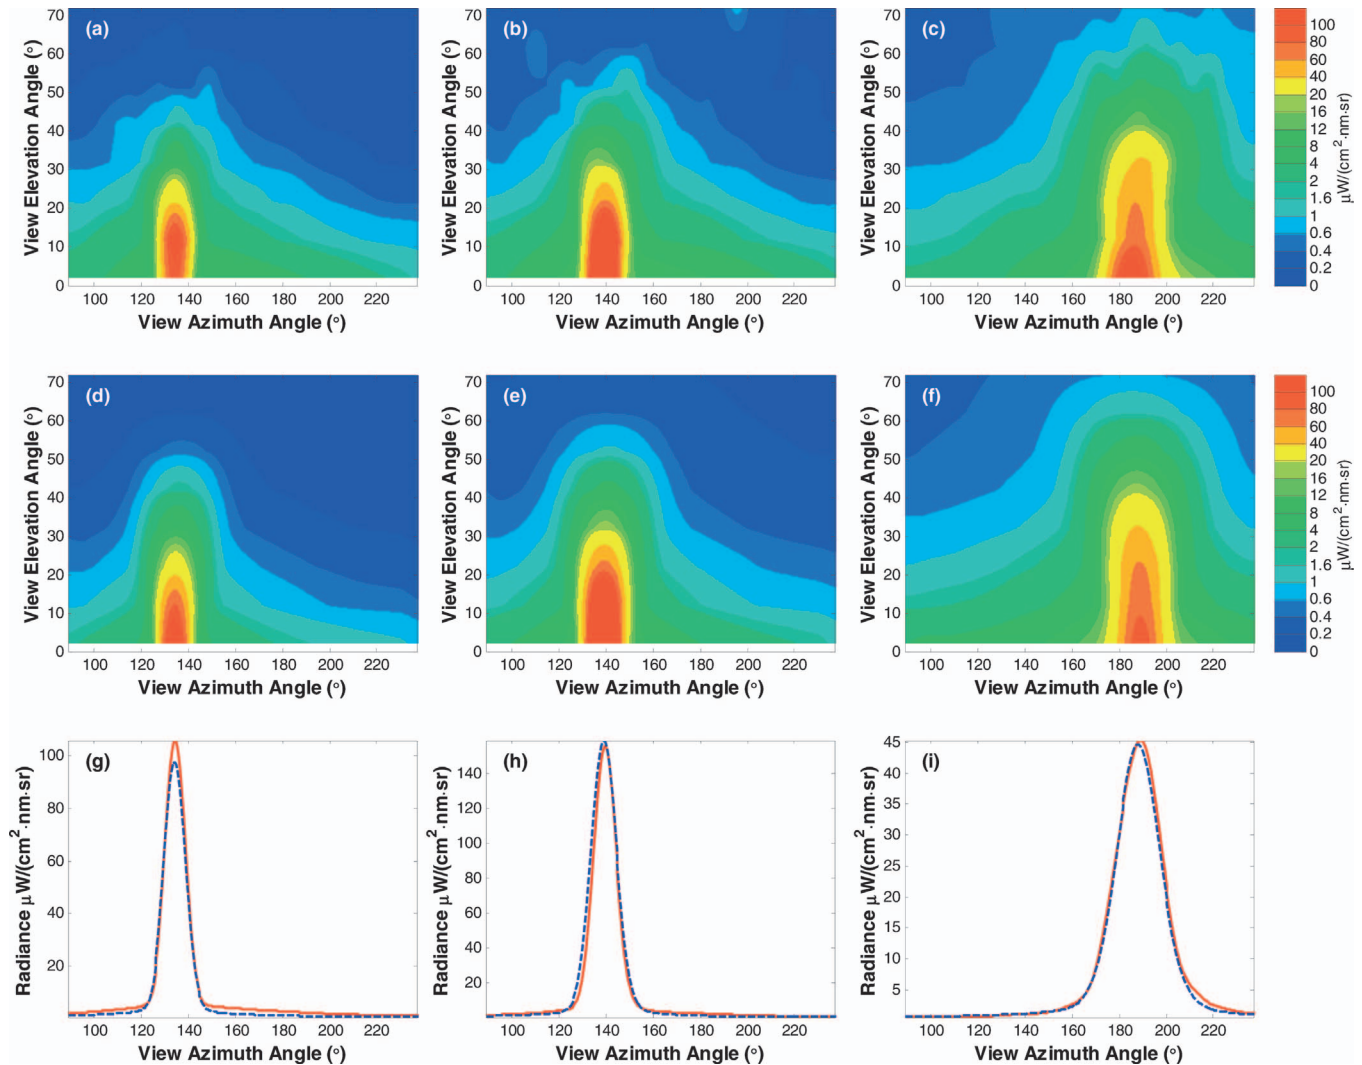 (a)
(b)
(c)
View Elevation Angle (°)
70
60
50
40
30
20
10
0
100 120 140 160 180 200 220
View Azimuth Angle (°)
View Elevation Angle (°)
70
60
50
40
30
20
10
0
100 120 140 160 180 200 220
View Azimuth Angle (°)
View Elevation Angle (°)
70
60
50
40
30
20
10
0
100 120 140 160 180 200 220
View Azimuth Angle (°)
100
80
60
40
20
16
12
8
4
2
1.6
1
0.6
0.4
0.2
0
μW/(cm²·nm·sr)
(d)
(e)
(f)
View Elevation Angle (°)
70
60
50
40
30
20
10
0
100 120 140 160 180 200 220
View Azimuth Angle (°)
View Elevation Angle (°)
70
60
50
40
30
20
10
0
100 120 140 160 180 200 220
View Azimuth Angle (°)
View Elevation Angle (°)
70
60
50
40
30
20
10
0
100 120 140 160 180 200 220
View Azimuth Angle (°)
100
80
60
40
20
16
12
8
4
2
1.6
1
0.6
0.4
0.2
0
μW/(cm²·nm·sr)
(g)
(h)
(i)
Radiance μW/(cm²·nm·sr)
100
80
60
40
20
100 120 140 160 180 200 220
View Azimuth Angle (°)
Radiance μW/(cm²·nm·sr)
140
120
100
80
60
40
20
100 120 140 160 180 200 220
View Azimuth Angle (°)
Radiance μW/(cm²·nm·sr)
45
40
35
30
25
20
15
10
5
100 120 140 160 180 200 220
View Azimuth Angle (°)